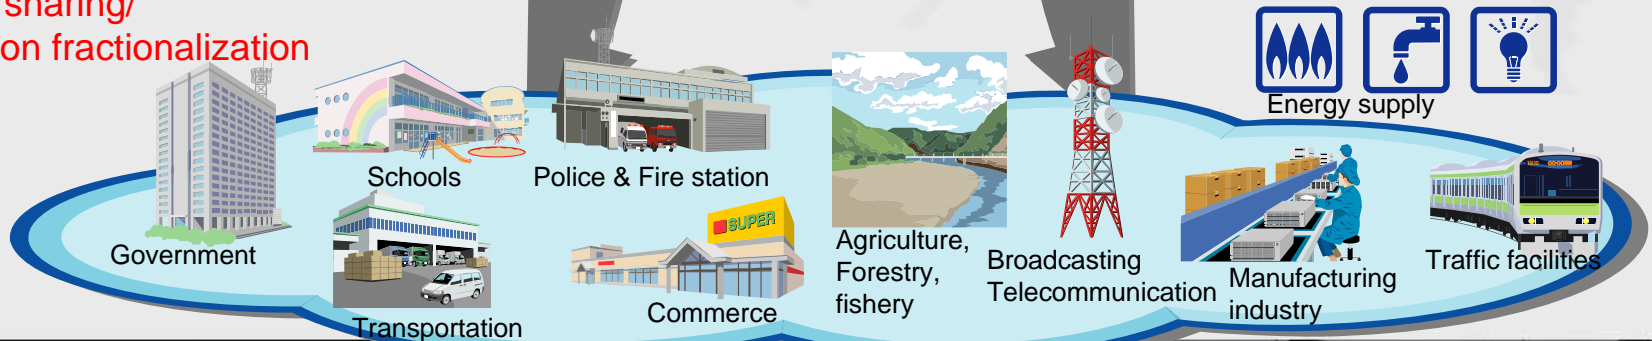 sharing/
on fractionalization
Energy supply
Schools
Police & Fire station
SUPER
Government
Agriculture,
Forestry,
fishery
Broadcasting
Telecommunication
Manufacturing
industry
Traffic facilities
Transportation
Commerce